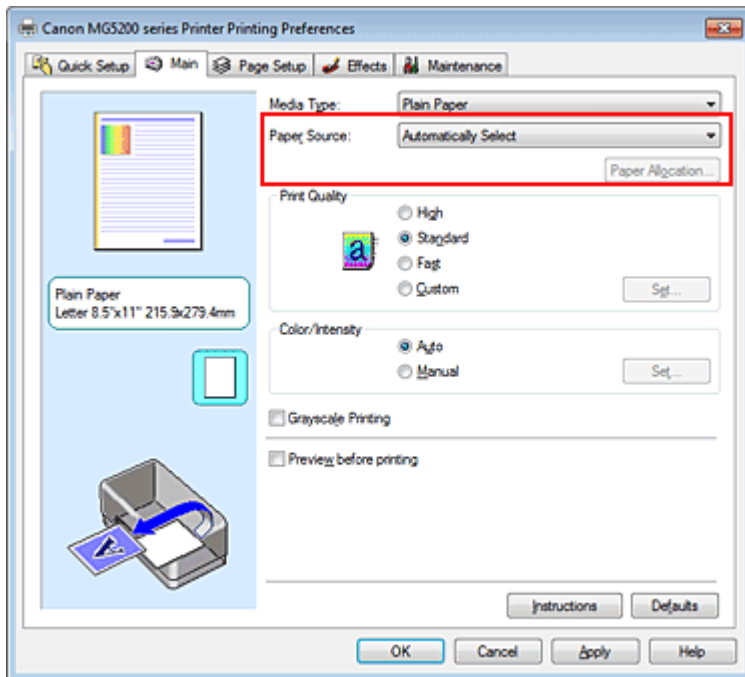 Canon MG5200 series Printer Printing Preferences
Quick Setup Main Page Setup Effects Maintenance
Media Type: Plain Paper
Paper Source: Automatically Select
Paper Allocation...
Print Quality
High
a Standard
Fast
Custom Set...
Plain Paper
Letter 8.5"x11" 215.9x279.4mm
Color/Intensity
Auto
Manual Set...
Grayscale Printing
Preview before printing
A
Instructions Defaults
OK Cancel Apply Help